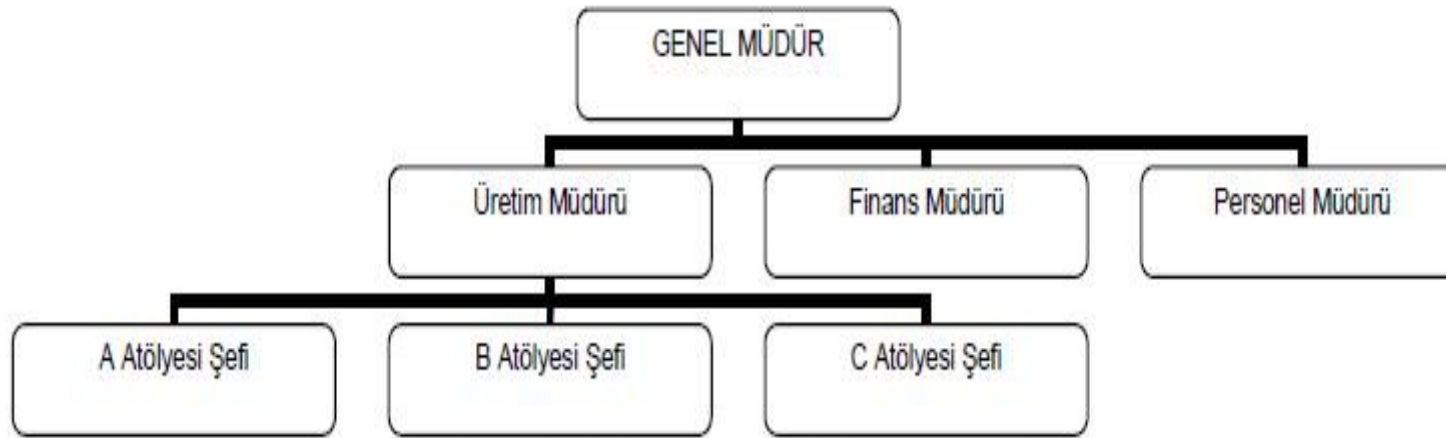 GENEL MÜDÜR
Üretim Müdürü
Finans Müdürü
Personel Müdürü
A Atölyesi Şefi
B Atölyesi Şefi
C Atölyesi Şefi